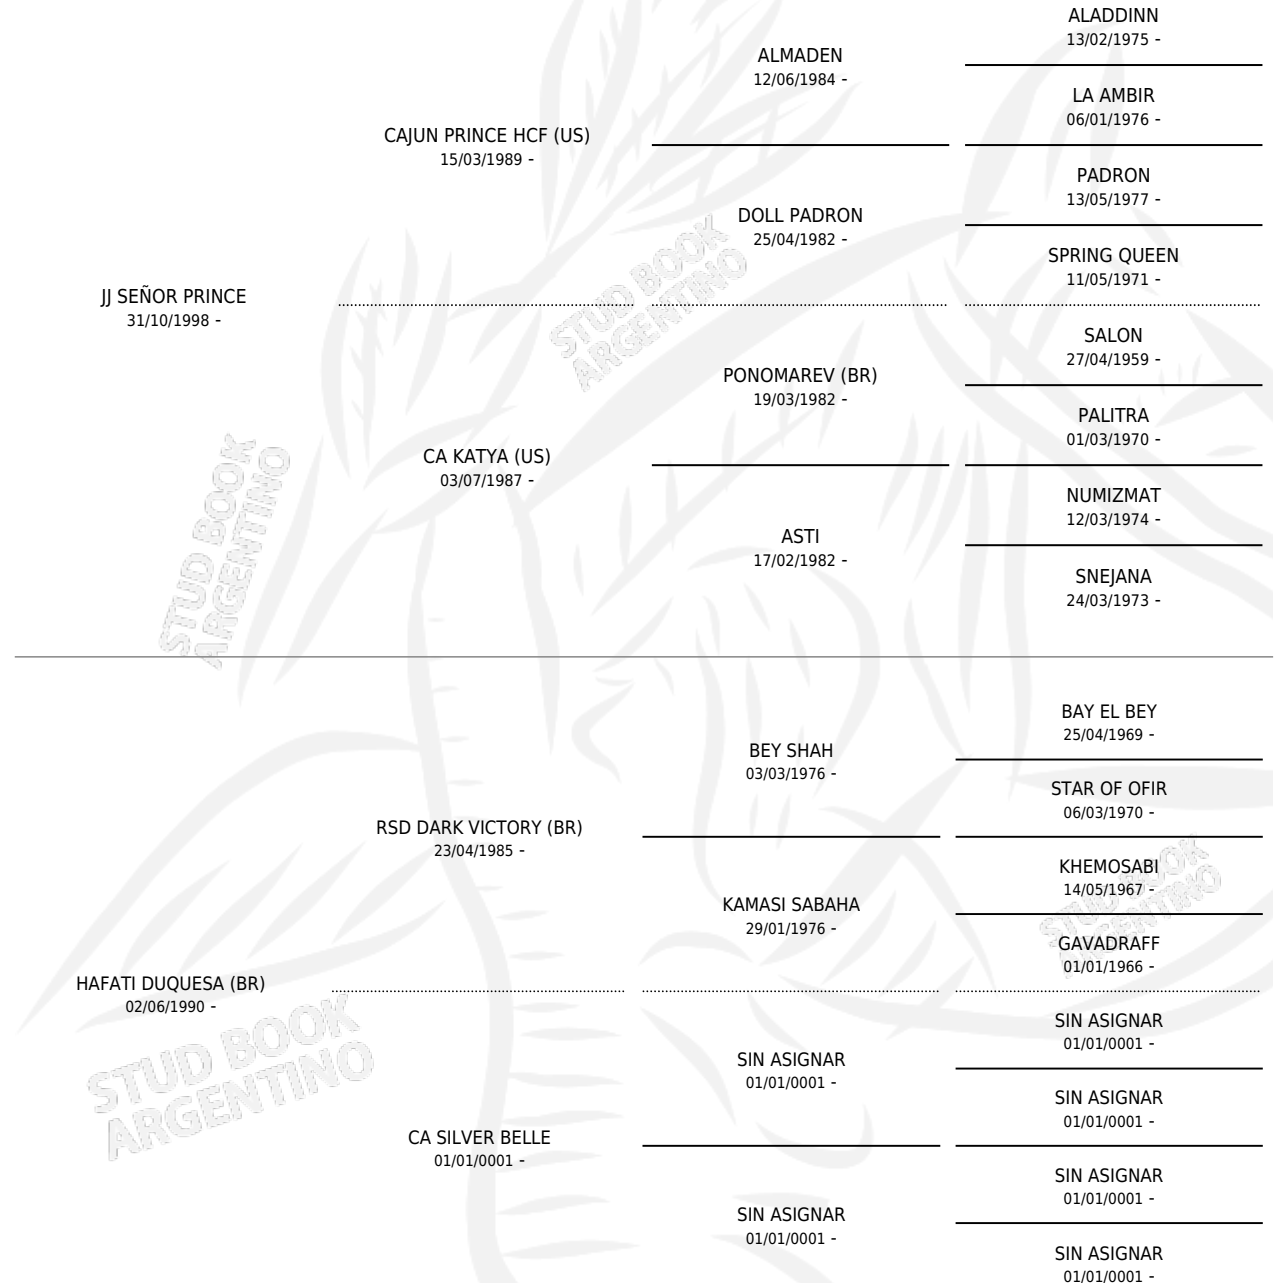 ALADDINN
13/02/1975 -
ALMADEN
12/06/1984 -
LA AMBIR
06/01/1976 -
CAJUN PRINCE HCF (US)
15/03/1989 -
PADRON
13/05/1977 -
DOLL PADRON
25/04/1982 -
SPRING QUEEN
11/05/1971 -
JJ SEÑOR PRINCE
31/10/1998 -
SALON
27/04/1959 -
PONOMAREV (BR)
19/03/1982 -
PALITRA
01/03/1970 -
CA KATYA (US)
03/07/1987 -
NUMIZMAT
12/03/1974 -
ASTI
17/02/1982 -
SNEJANA
24/03/1973 -
BAY EL BEY
25/04/1969 -
BEY SHAH
03/03/1976 -
STAR OF OFIR
06/03/1970 -
RSD DARK VICTORY (BR)
23/04/1985 -
KHEMOSABI
14/05/1967 -
KAMASI SABAHA
29/01/1976 -
GAVADRAFF
01/01/1966 -
HAFATI DUQUESA (BR)
02/06/1990 -
SIN ASIGNAR
01/01/0001 -
SIN ASIGNAR
01/01/0001 -
SIN ASIGNAR
01/01/0001 -
CA SILVER BELLE
01/01/0001 -
SIN ASIGNAR
01/01/0001 -
SIN ASIGNAR
01/01/0001 -
SIN ASIGNAR
01/01/0001 -
STUD BOOK
ARGENTINO
STUD BOOK
ARGENTINO
STUD BOOK
ARGENTINO
STUD BOOK
ARGENTINO